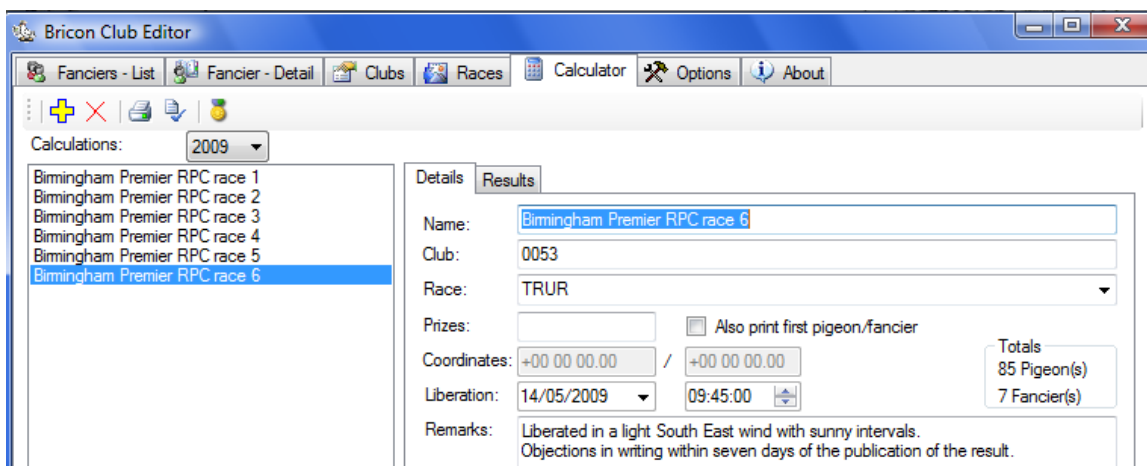 Bricon Club Editor
Fanciers - List Fancier - Detail Clubs Races Calculator Options About
Calculations: 2009
Birmingham Premier RPC race 1
Birmingham Premier RPC race 2
Birmingham Premier RPC race 3
Birmingham Premier RPC race 4
Birmingham Premier RPC race 5
Birmingham Premier RPC race 6
Details Results
Name: Birmingham Premier RPC race 6
Club: 0053
Race: TRUR
Prizes: Also print first pigeon/fancier
Coordinates: +00 00 00.00 / +00 00 00.00
Liberation: 14/05/2009 09:45:00
Totals
85 Pigeon(s)
7 Fancier(s)
Remarks: Liberated in a light South East wind with sunny intervals.
Objections in writing within seven days of the publication of the result.